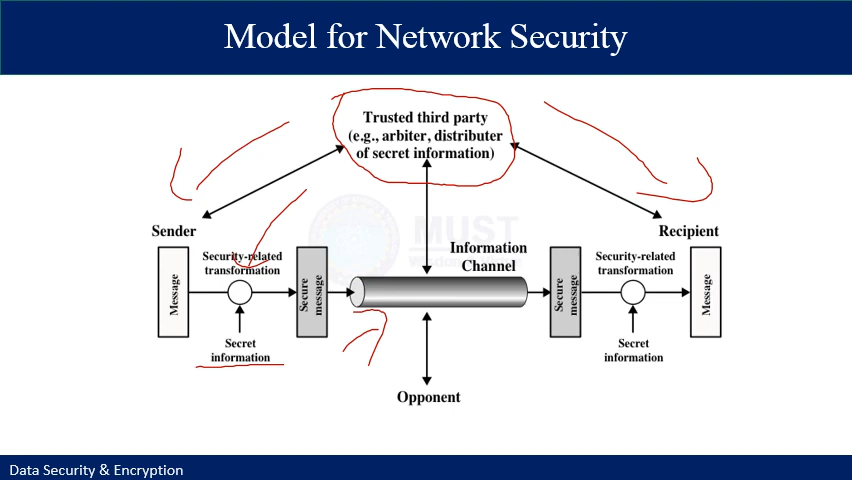 Model for Network Security
Trusted third party
(e.g., arbiter, distributer
of secret information)
Sender
Recipient
MUST
Information
Channel
Security-related
transformation
Security-related
transformation
Message
Secure
message
Secure
message
Message
Secret
information
Secret
information
Opponent
Data Security & Encryption